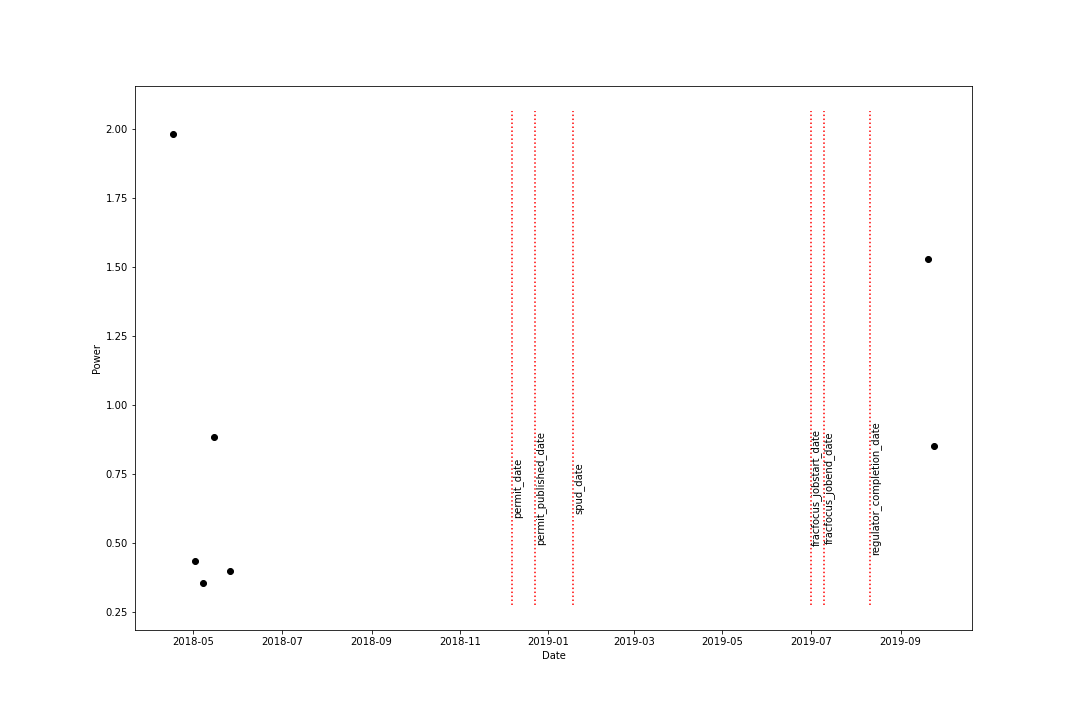 2.00
1.75
1.50
1.25
1.00
0.75
0.50
0.25
Power
permit_date
permit_published_date
spud_date
fracfocus_jobstart_date
fracfocus_jobend_date
regulator_completion_date
2018-05 2018-07 2018-09 2018-11 2019-01 2019-03 2019-05 2019-07 2019-09
Date